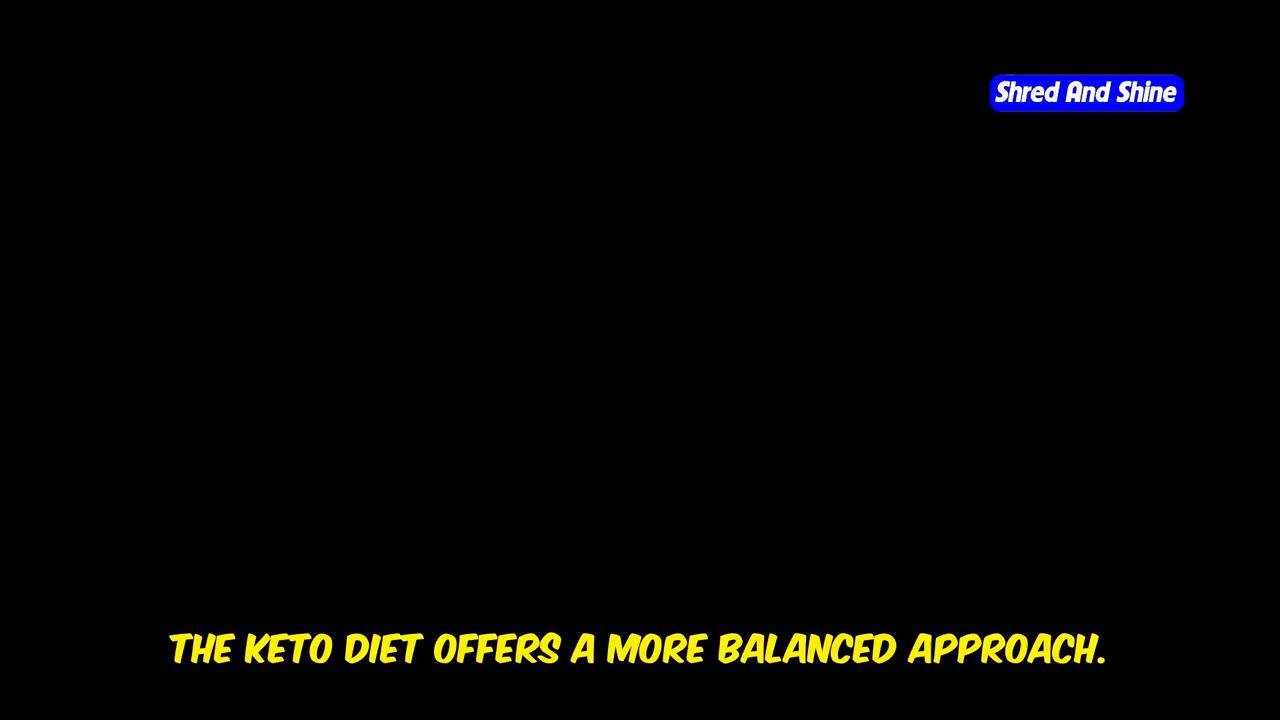 Shred And Shine
THE KETO DIET OFFERS A MORE BALANCED APPROACH.